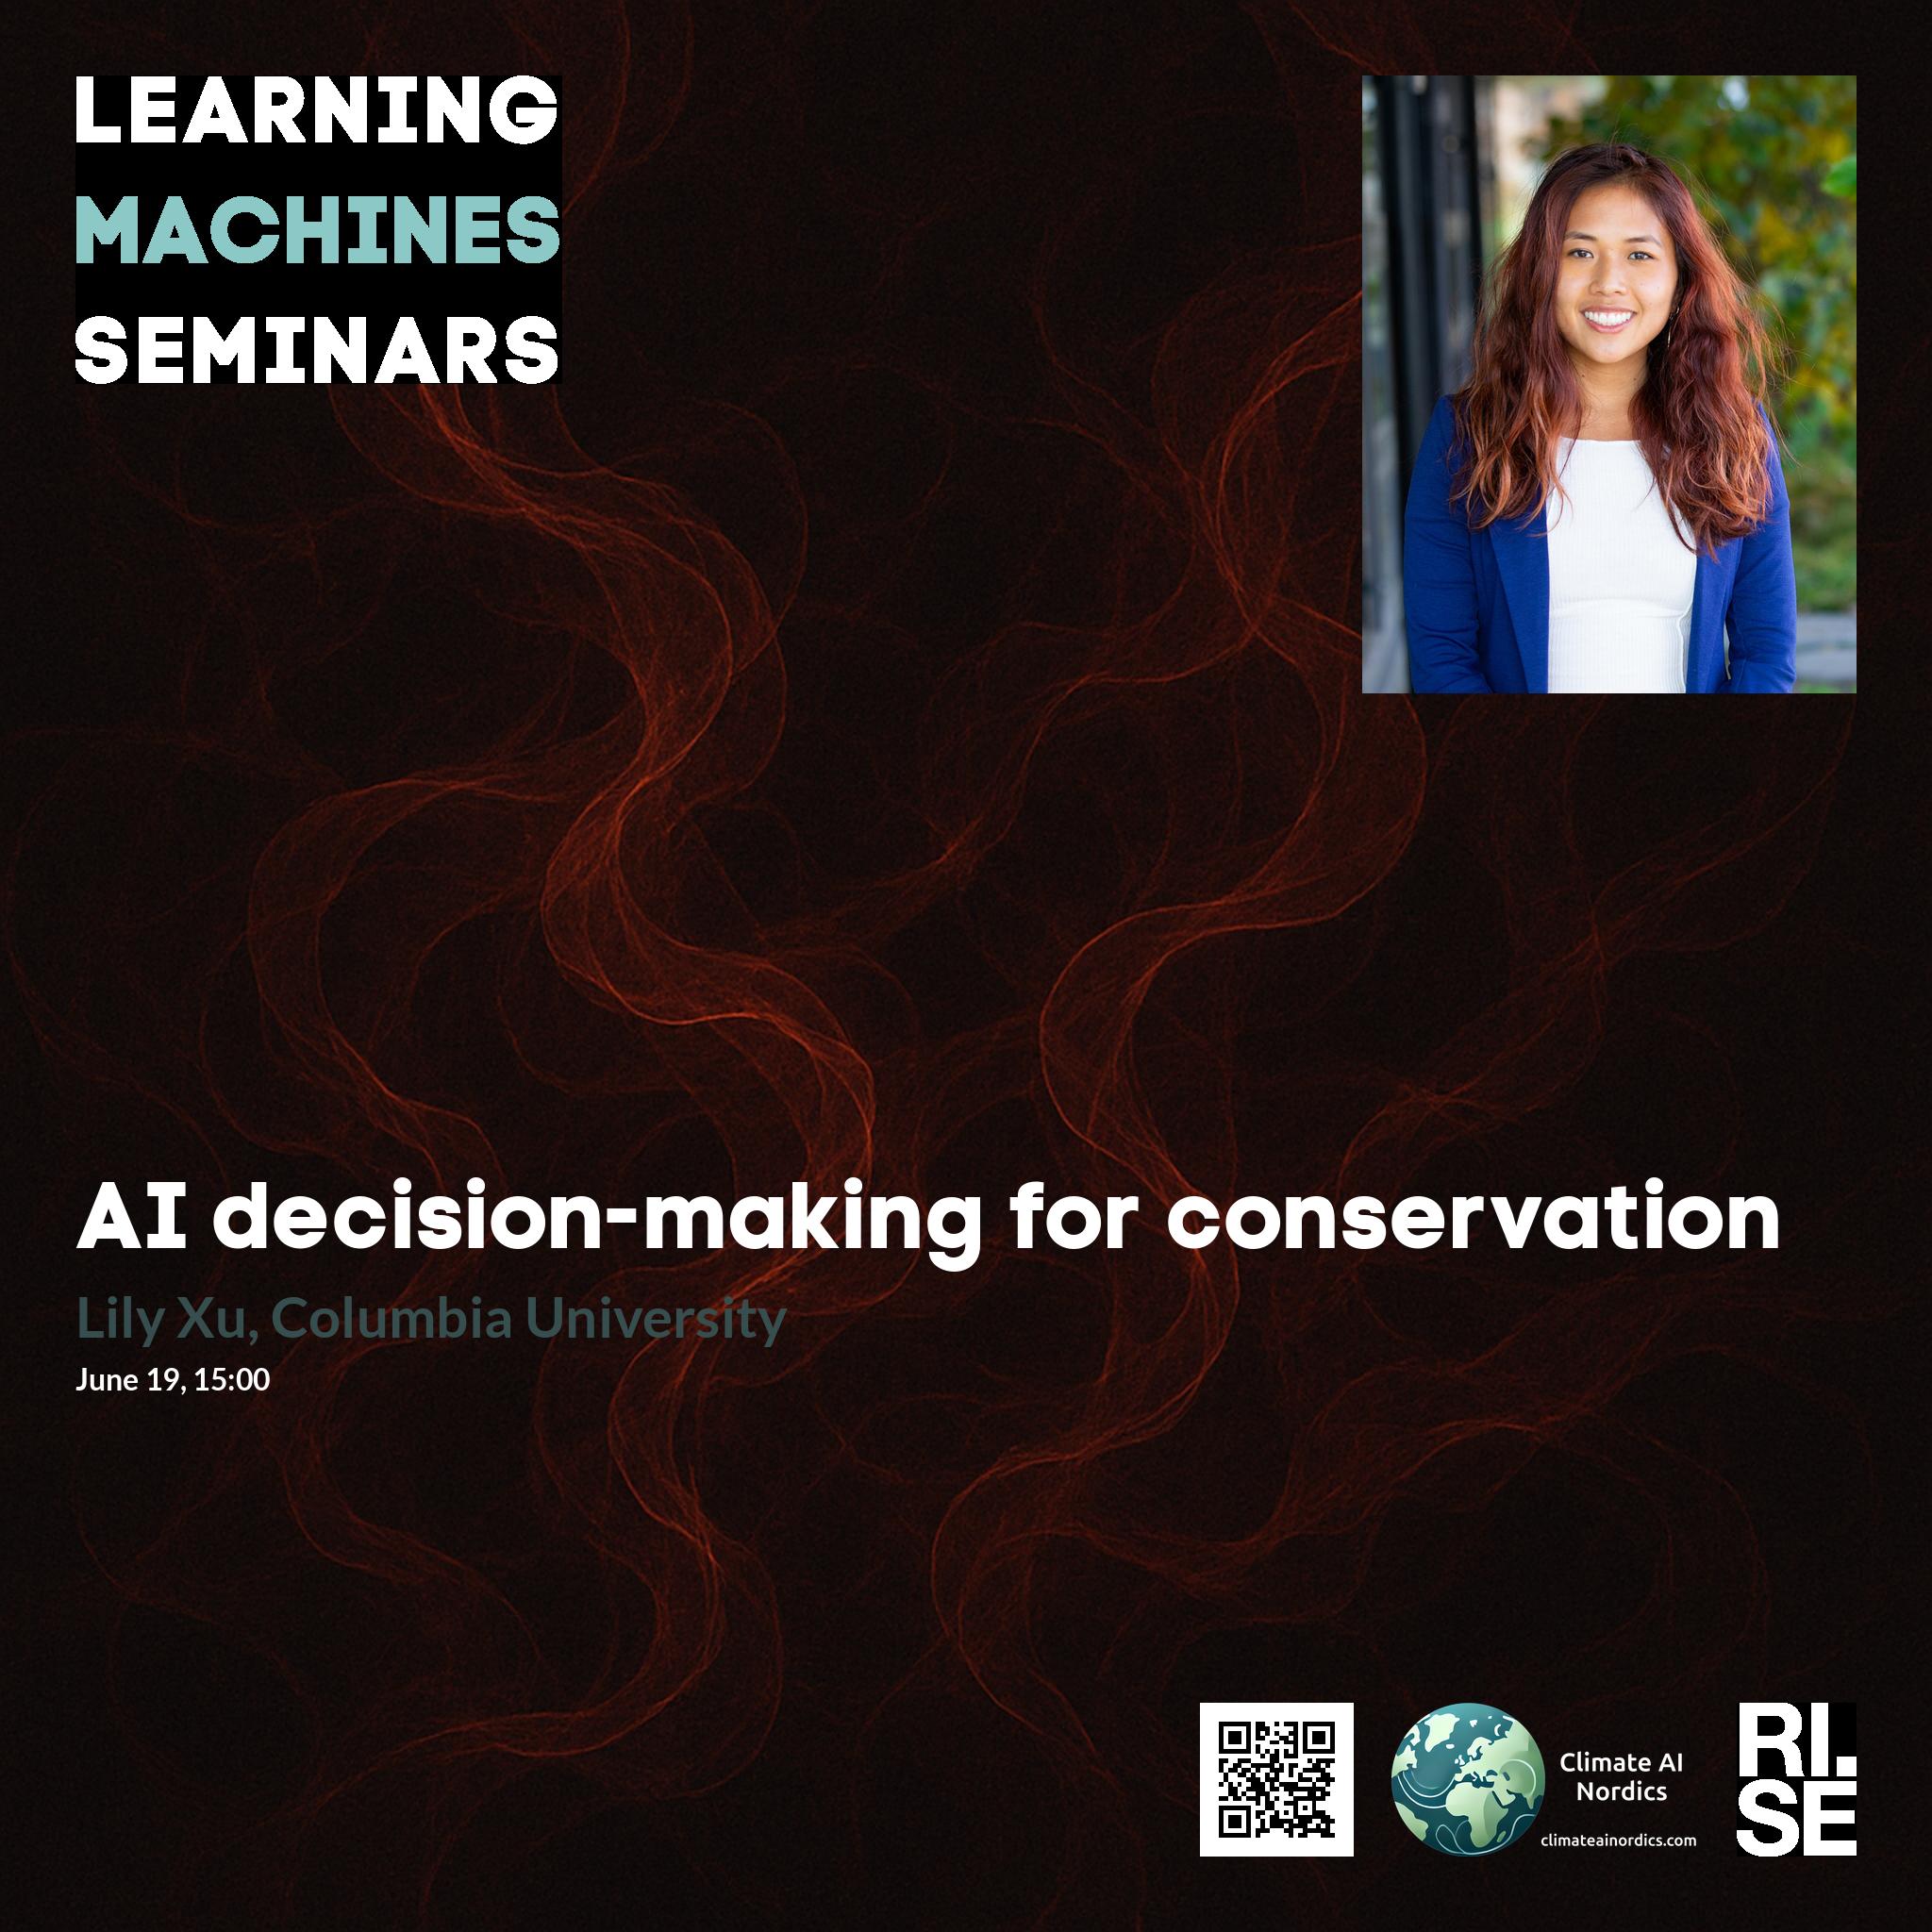 LEARNING
MACHINES
SEMINARS
AI decision-making for conservation
Lily Xu, Columbia University
June 19, 15:00
Climate AI
Nordics
climateainordics.com
RI.
SE